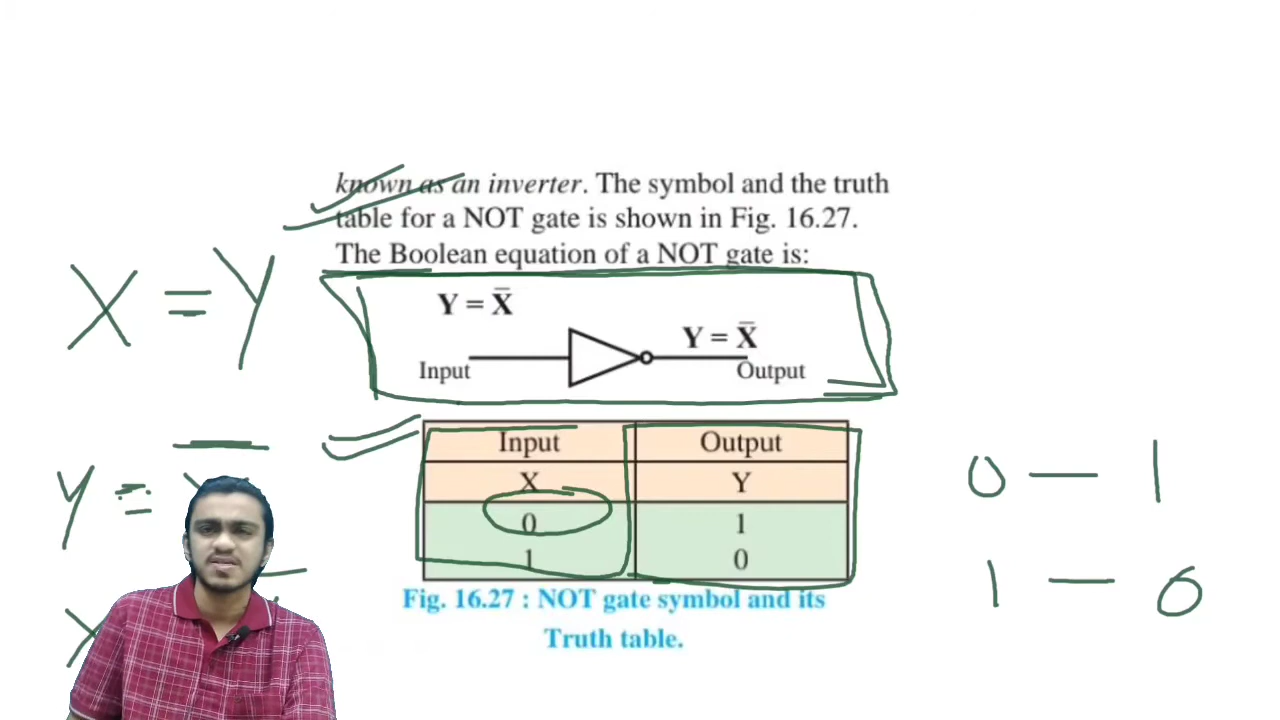 known as an inverter. The symbol and the truth
table for a NOT gate is shown in Fig. 16.27.
The Boolean equation of a NOT gate is:
X = Y
Y = X̄
Y = X̄
Input
Output
Input Output
X Y
0 1
1 0
y =
0 — 1
1 — 0
X
Fig. 16.27 : NOT gate symbol and its
Truth table.